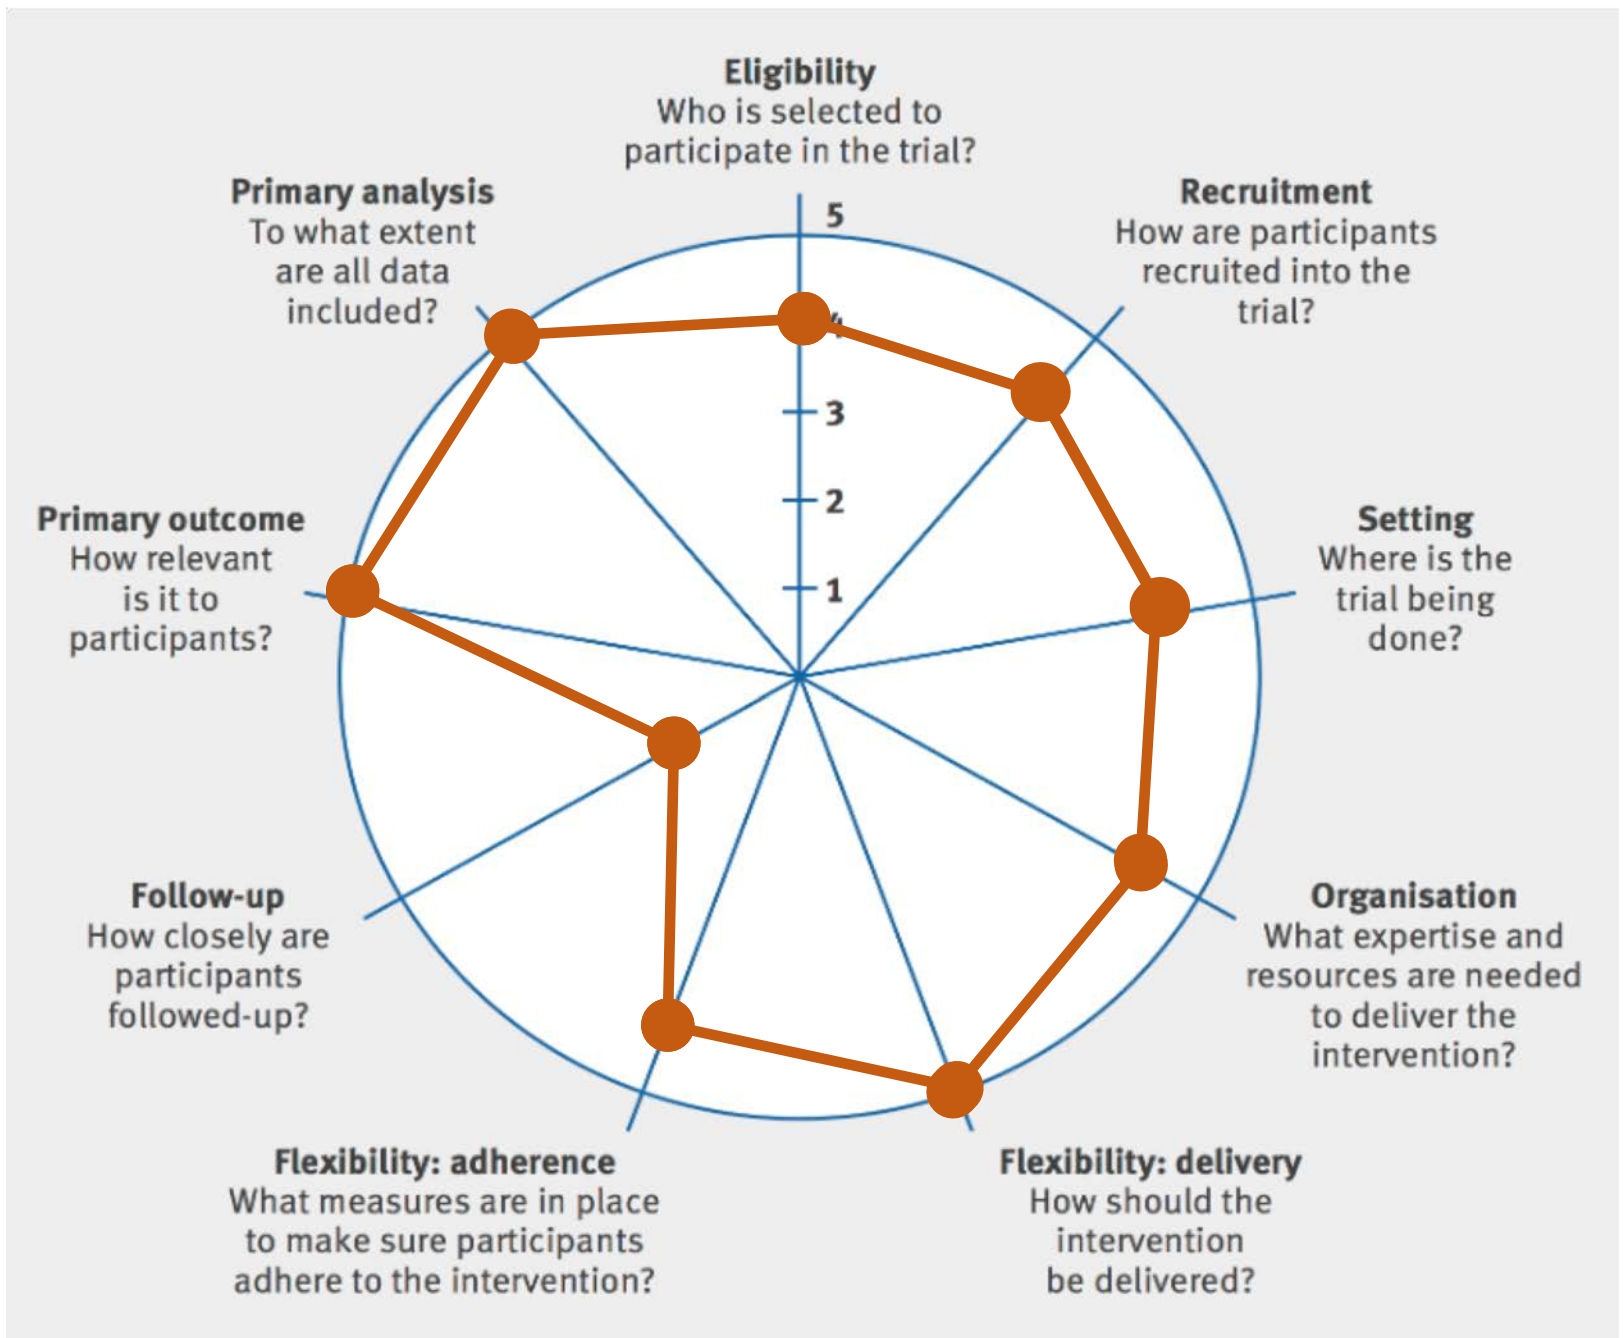 Eligibility
Who is selected to
participate in the trial?
Recruitment
How are participants
recruited into the
trial?
Setting
Where is the
trial being
done?
Organisation
What expertise and
resources are needed
to deliver the
intervention?
Flexibility: delivery
How should the
intervention
be delivered?
Flexibility: adherence
What measures are in place
to make sure participants
adhere to the intervention?
Follow-up
How closely are
participants
followed-up?
Primary outcome
How relevant
is it to
participants?
Primary analysis
To what extent
are all data
included?
5
4
3
2
1